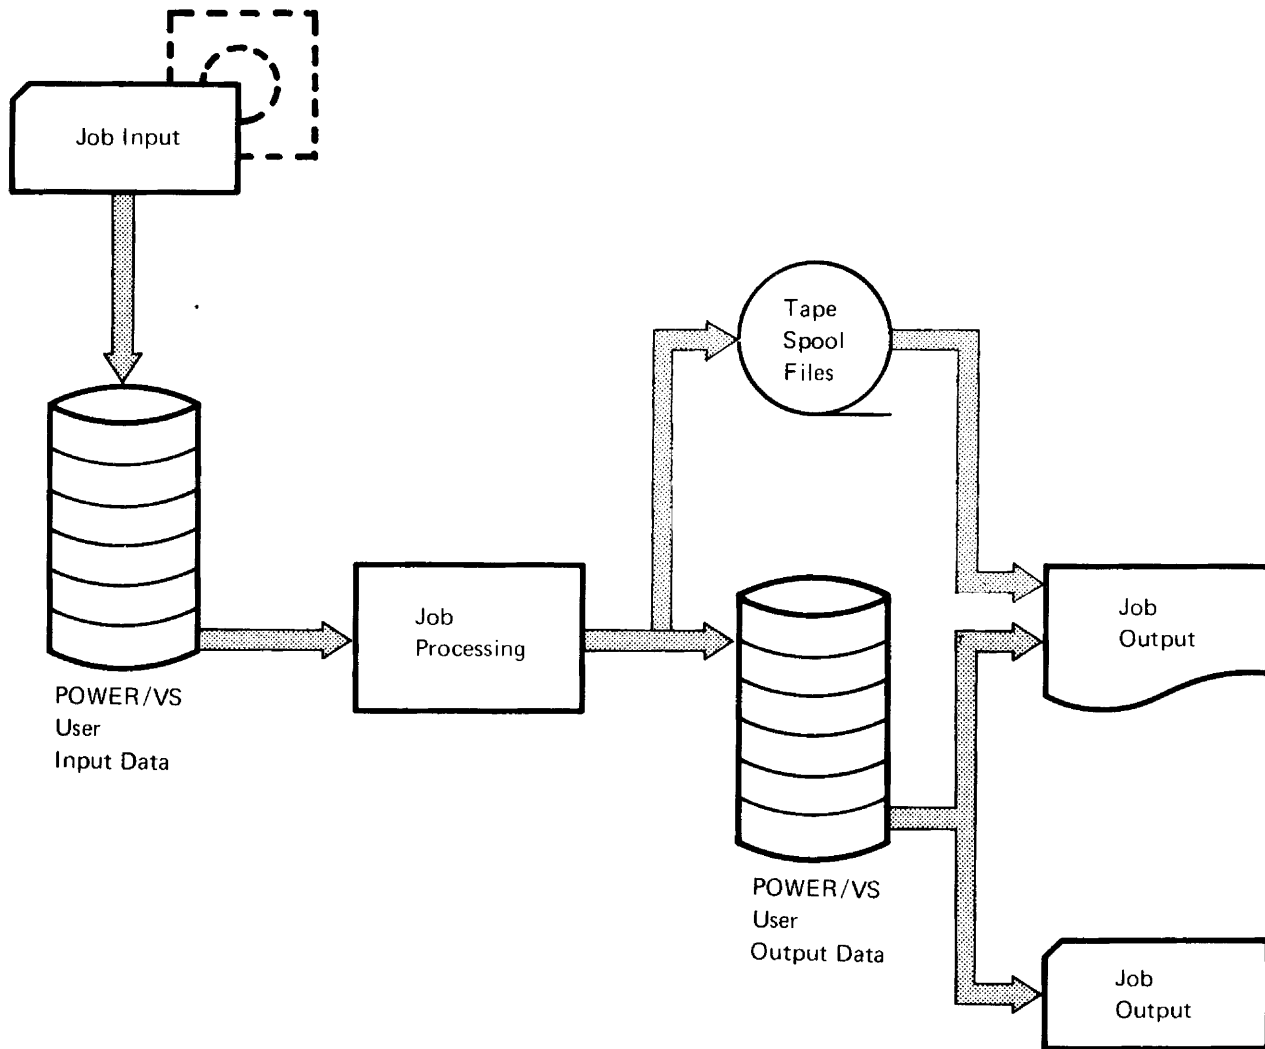 Job Input
Tape
Spool
Files
Job
Processing
Job
Output
POWER/VS
User
Input Data
POWER/VS
User
Output Data
Job
Output